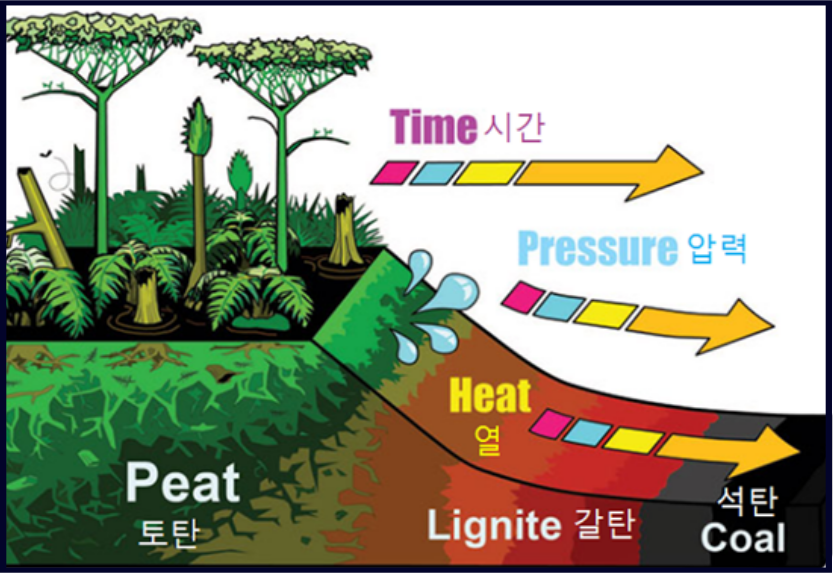 Time 시간
Pressure 압력
Heat
열
Peat
토탄
Lignite 갈탄
석탄
Coal